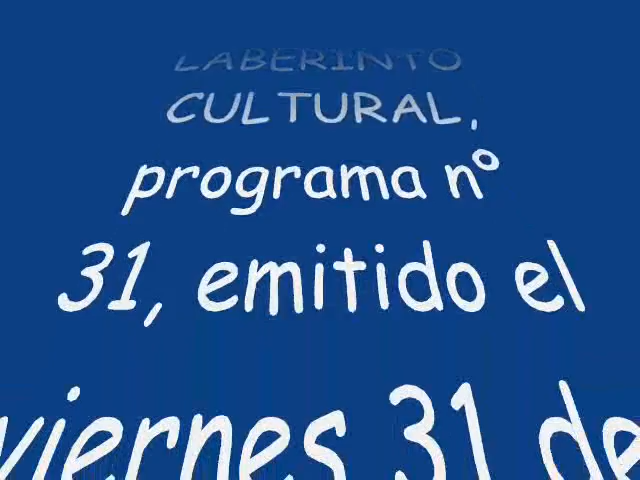 LABERINTO
CULTURAL,
programa nº
31, emitido el
viernes 31 de